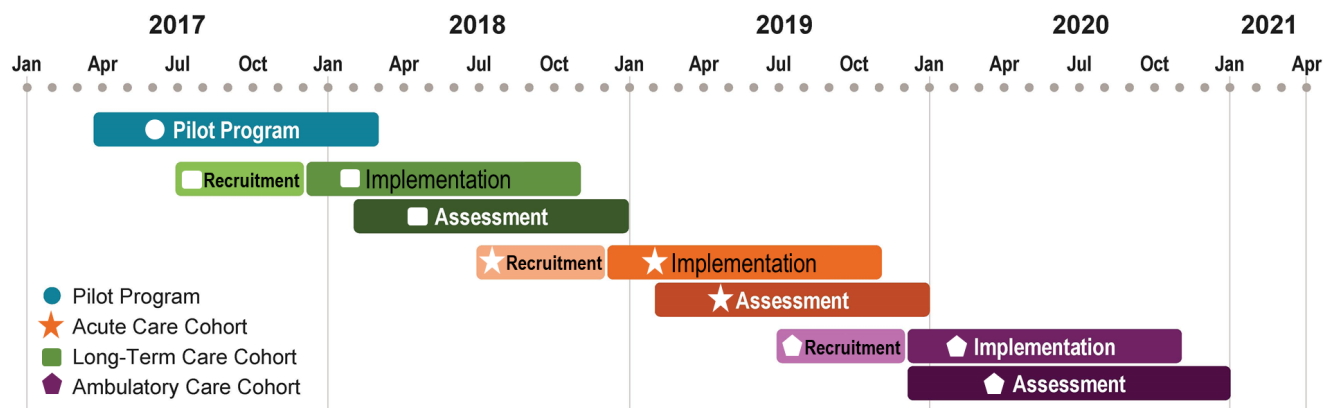 2017 2018 2019 2020 2021
Jan Apr Jul Oct Jan Apr Jul Oct Jan Apr Jul Oct Jan Apr Jul Oct Jan Apr
Pilot Program
Recruitment Implementation
Assessment
Recruitment Implementation
Assessment
Recruitment Implementation
Assessment
Pilot Program
Acute Care Cohort
Long-Term Care Cohort
Ambulatory Care Cohort